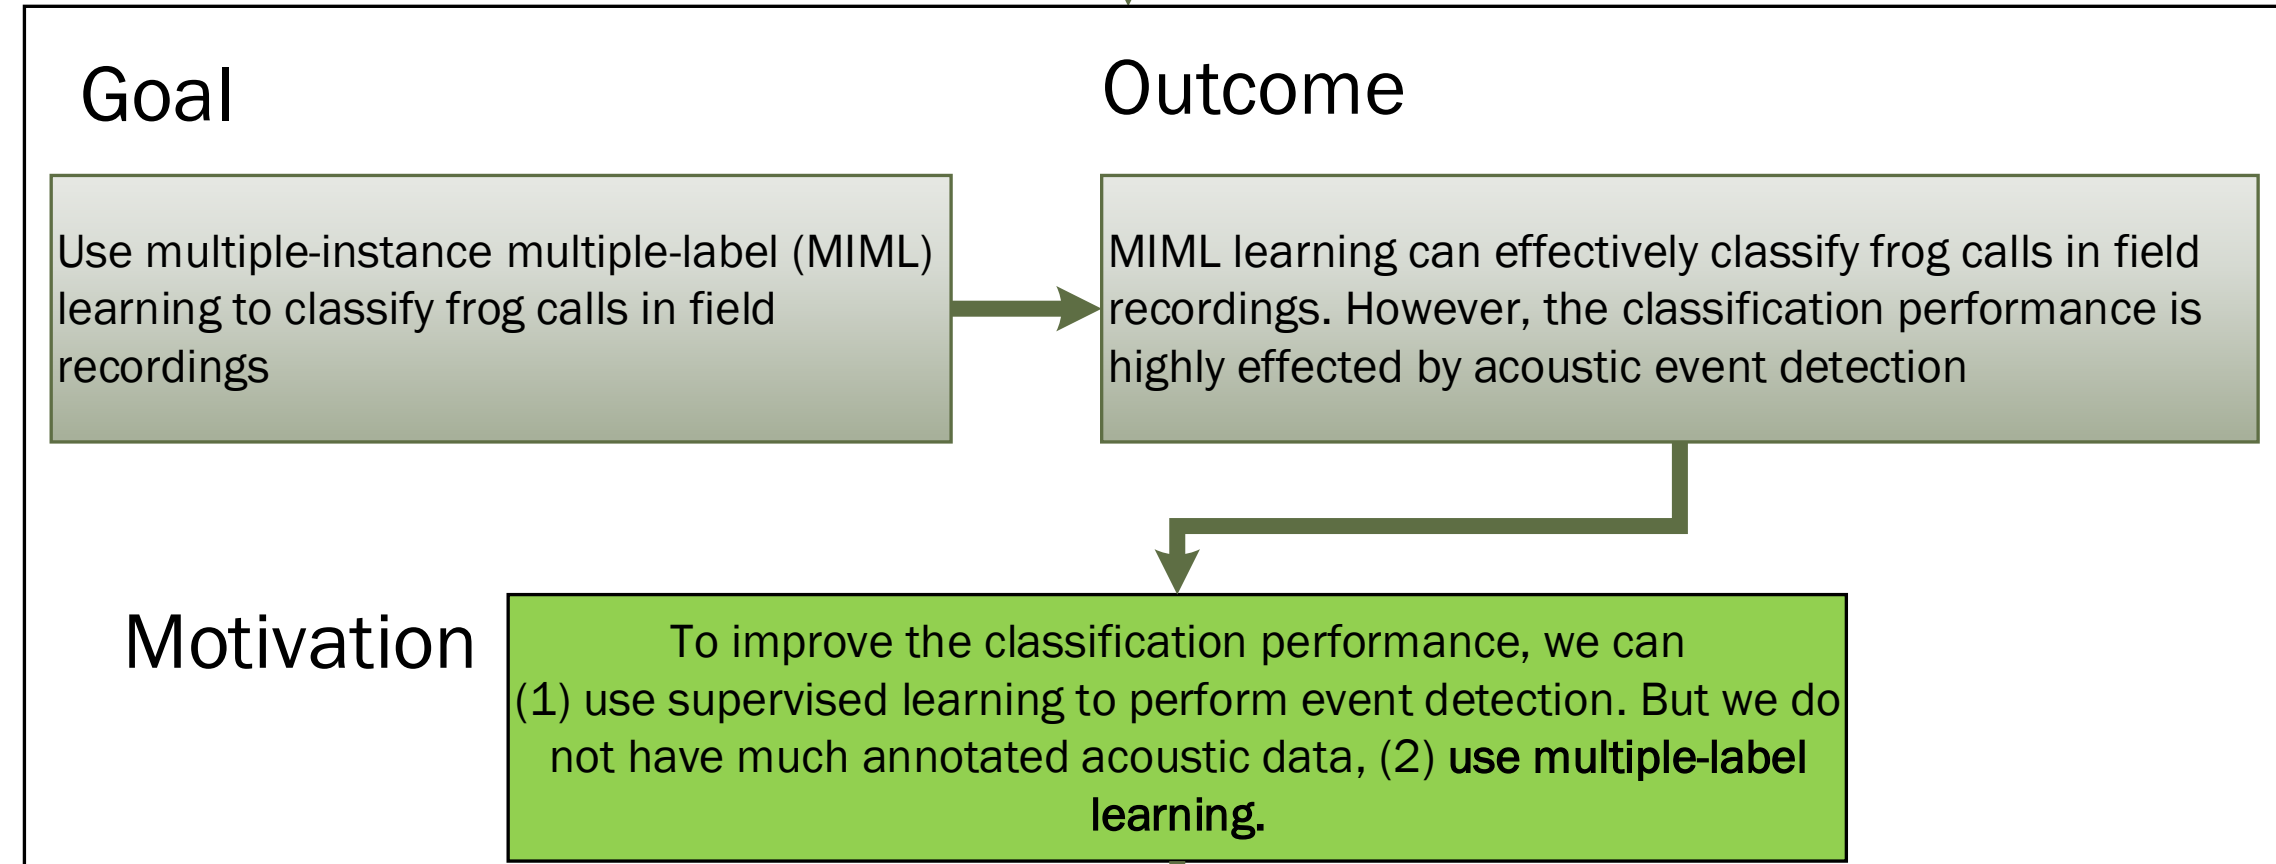 Goal
Outcome
Use multiple-instance multiple-label (MIML)
learning to classify frog calls in field
recordings
MIML learning can effectively classify frog calls in field
recordings. However, the classification performance is
highly effected by acoustic event detection
Motivation
To improve the classification performance, we can
(1) use supervised learning to perform event detection. But we do
not have much annotated acoustic data, (2) use multiple-label
learning.